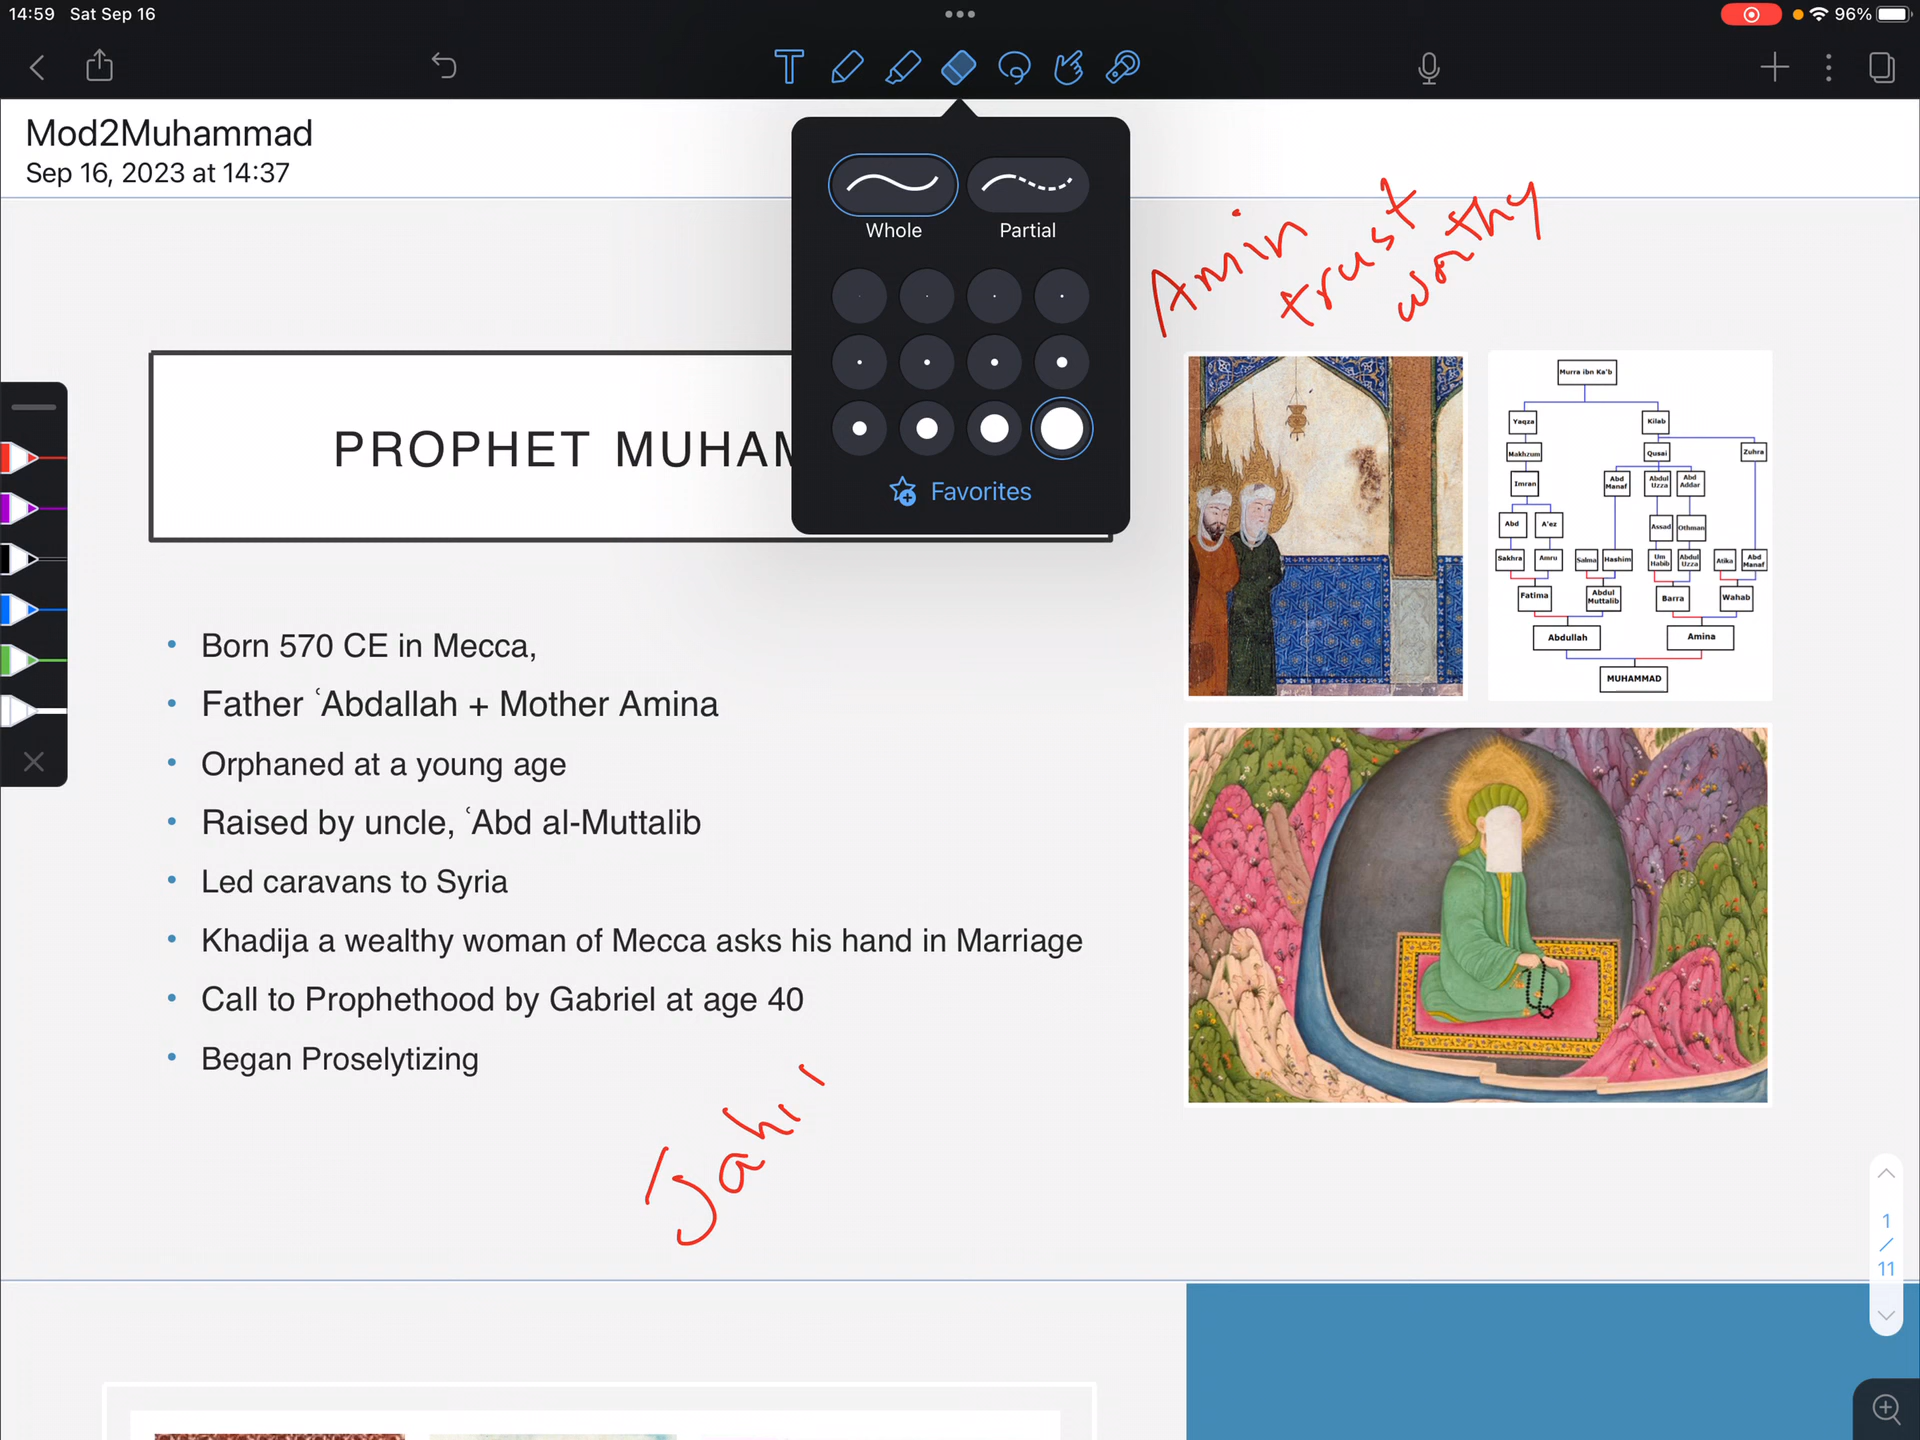 14:59 Sat Sep 16
96%
Mod2Muhammad
Sep 16, 2023 at 14:37
Whole
Partial
Favorites
Amin
trust
worthy
PROPHET MUHAM
Born 570 CE in Mecca,
Father ʿAbdallah + Mother Amina
Orphaned at a young age
Raised by uncle, ʿAbd al-Muttalib
Led caravans to Syria
Khadija a wealthy woman of Mecca asks his hand in Marriage
Call to Prophethood by Gabriel at age 40
Began Proselytizing
Jahi
Murra ibn Ka'b
Yaqza Kilab
Makhzum Qusai Zuhra
Imran Abd Manaf Abdul Uzza Abd Addar
Abd A'ez Assad Othman
Sakhra Amru Salma Hashim Um Habib Abdul Uzza Atika Abd Manaf
Fatima Abdul Muttalib Barra Wahab
Abdullah Amina
MUHAMMAD
1
/
11